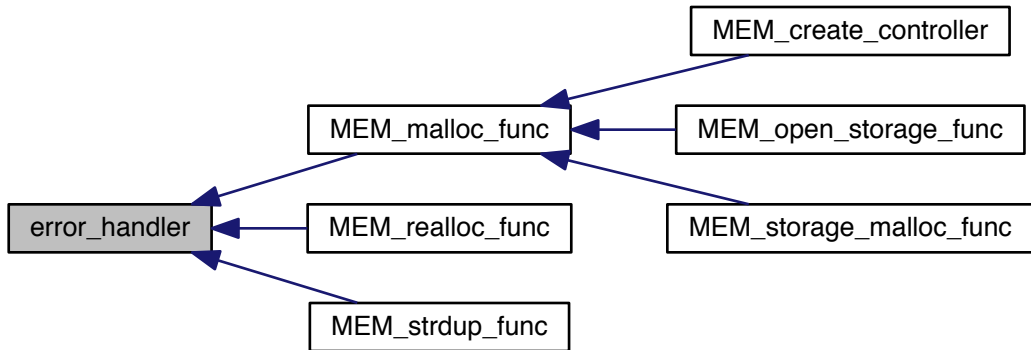 MEM_create_controller
MEM_malloc_func
MEM_open_storage_func
error_handler
MEM_realloc_func
MEM_storage_malloc_func
MEM_strdup_func